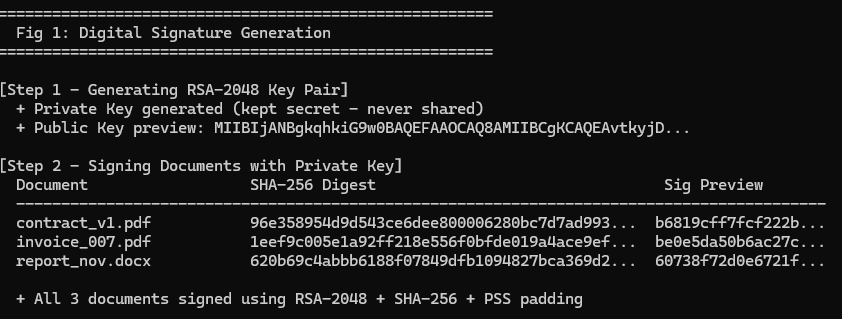 Fig 1: Digital Signature Generation
[Step 1 - Generating RSA-2048 Key Pair]
+ Private Key generated (kept secret - never shared)
+ Public Key preview: MIIBIjANBgkqhkiG9w0BAQEFAAOCAQ8AMIIBCgKCAQEAvtkyjD...
[Step 2 - Signing Documents with Private Key]
Document SHA-256 Digest Sig Preview
contract_v1.pdf 96e358954d9d543ce6dee800006280bc7d7ad993... b6819cff7fcf222b...
invoice_007.pdf 1eef9c005e1a92ff218e556f0bfde019a4ace9ef... be0e5da50b6ac27c...
report_nov.docx 620b69c4abbb6188f07849dfb1094827bca369d2... 60738f72d0e6721f...
+ All 3 documents signed using RSA-2048 + SHA-256 + PSS padding